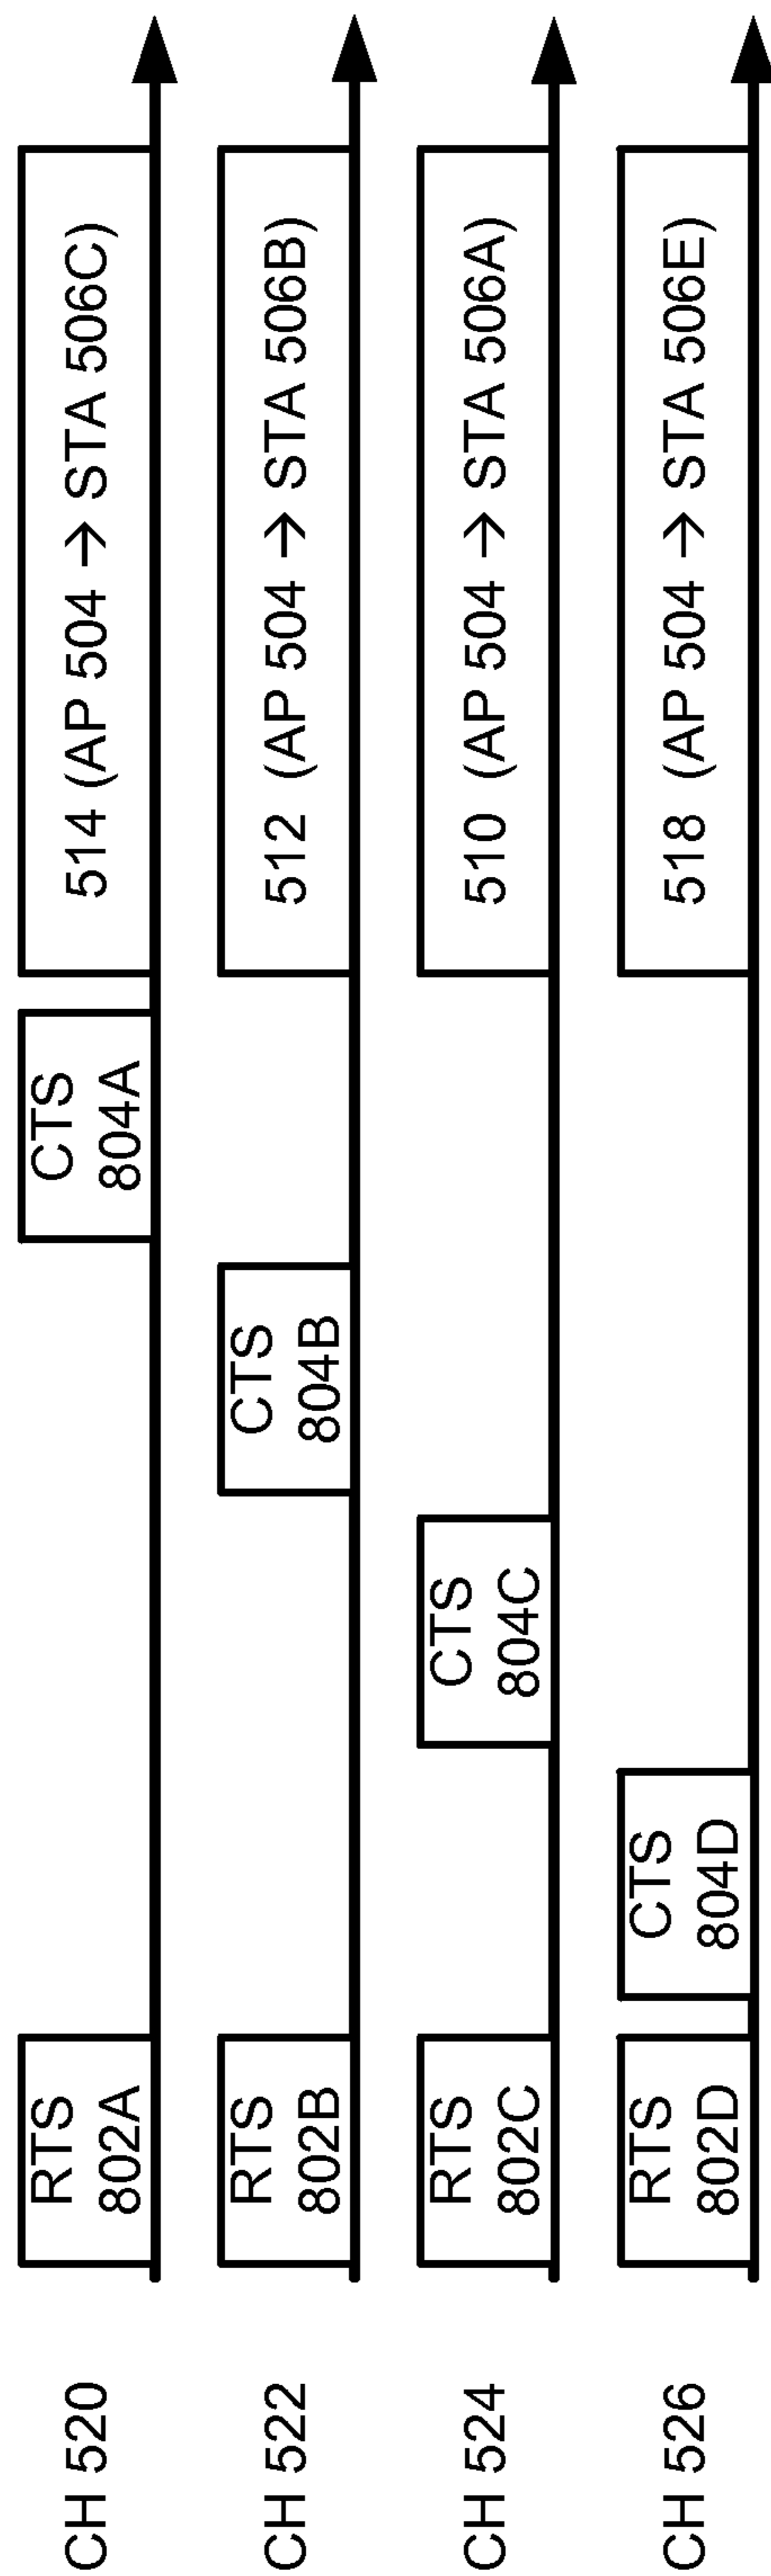 CH 520
RTS
802A
CTS
804A
514 (AP 504 → STA 506C)
CH 522
RTS
802B
CTS
804B
512 (AP 504 → STA 506B)
CH 524
RTS
802C
CTS
804C
510 (AP 504 → STA 506A)
CH 526
RTS
802D
CTS
804D
518 (AP 504 → STA 506E)